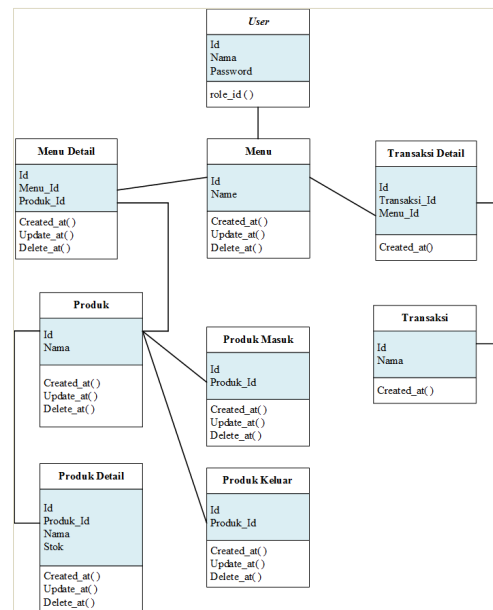 User
Id
Nama
Password
role_id ( )
Menu Detail
Id
Menu_Id
Produk_Id
Created_at( )
Update_at( )
Delete_at( )
Menu
Id
Name
Created_at( )
Update_at( )
Delete_at( )
Transaksi Detail
Id
Transaksi_Id
Menu_Id
Created_at()
Produk
Id
Nama
Created_at( )
Update_at( )
Delete_at( )
Produk Masuk
Id
Produk_Id
Created_at( )
Update_at( )
Delete_at( )
Transaksi
Id
Nama
Created_at( )
Produk Detail
Id
Produk_Id
Nama
Stok
Created_at( )
Update_at( )
Delete_at( )
Produk Keluar
Id
Produk_Id
Created_at( )
Update_at( )
Delete_at( )